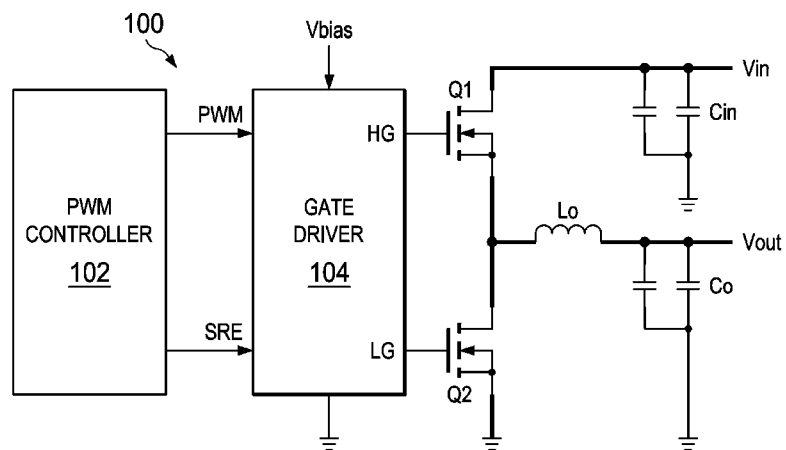 100
Vbias
Vin
Q1
PWM
HG
Cin
PWM
CONTROLLER
102
GATE
DRIVER
104
Lo
Vout
Co
SRE
LG
Q2